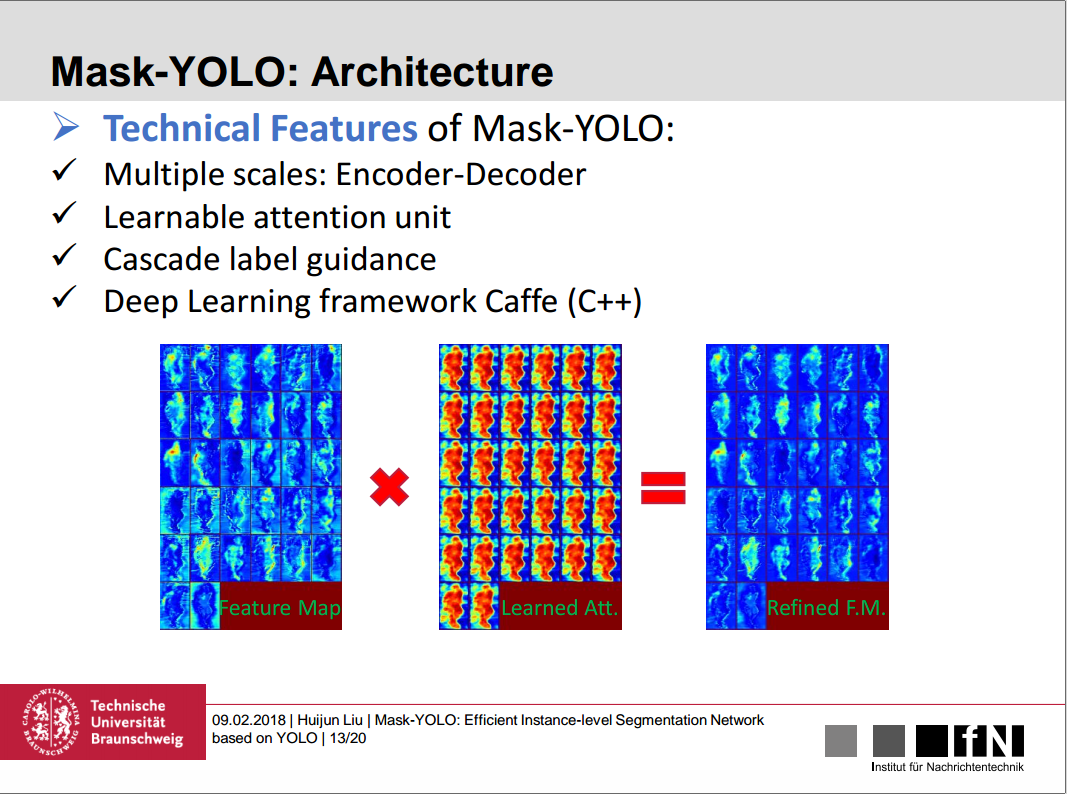 Mask-YOLO: Architecture
Technical Features of Mask-YOLO:
Multiple scales: Encoder-Decoder
Learnable attention unit
Cascade label guidance
Deep Learning framework Caffe (C++)
Feature Map
Learned Att.
Refined F.M.
CAROLO-WILHELMINA
BRAUNSCHWEIG
Technische
Universität
Braunschweig
09.02.2018 | Huijun Liu | Mask-YOLO: Efficient Instance-level Segmentation Network
based on YOLO | 13/20
IfN
Institut für Nachrichtentechnik